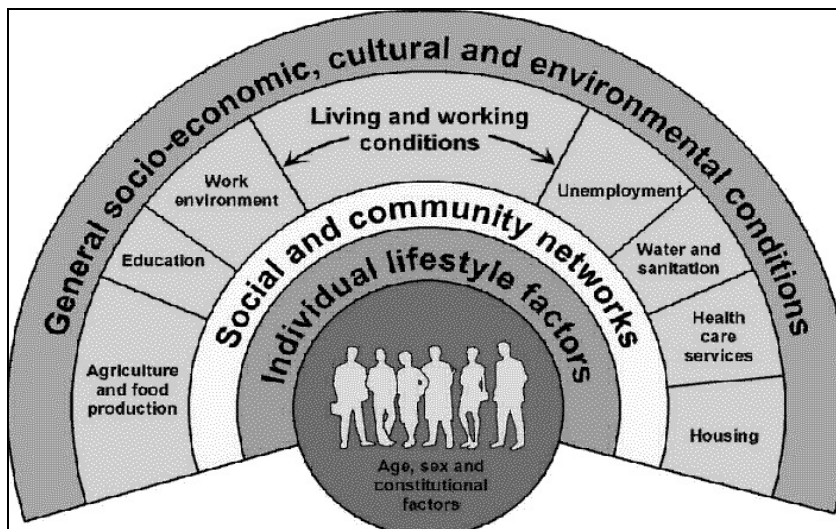 General socio-economic, cultural and environmental conditions
Living and working
conditions
Work
environment
Unemployment
Education
Water and
sanitation
Agriculture
and food
production
Health
care
services
Housing
Social and community networks
Individual lifestyle factors
Age, sex and
constitutional
factors